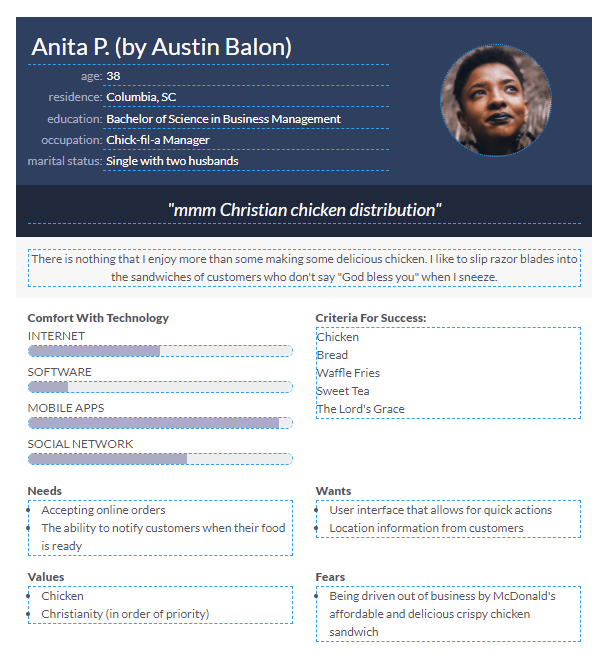 Anita P. (by Austin Balon)
age: 38
residence: Columbia, SC
education: Bachelor of Science in Business Management
occupation: Chick-fil-a Manager
marital status: Single with two husbands
"mmm Christian chicken distribution"
There is nothing that I enjoy more than some making some delicious chicken. I like to slip razor blades into
the sandwiches of customers who don't say "God bless you" when I sneeze.
Comfort With Technology
INTERNET
SOFTWARE
MOBILE APPS
SOCIAL NETWORK
Criteria For Success:
Chicken
Bread
Waffle Fries
Sweet Tea
The Lord's Grace
Needs
Accepting online orders
The ability to notify customers when their food
is ready
Wants
User interface that allows for quick actions
Location information from customers
Values
Chicken
Christianity (in order of priority)
Fears
Being driven out of business by McDonald's
affordable and delicious crispy chicken
sandwich